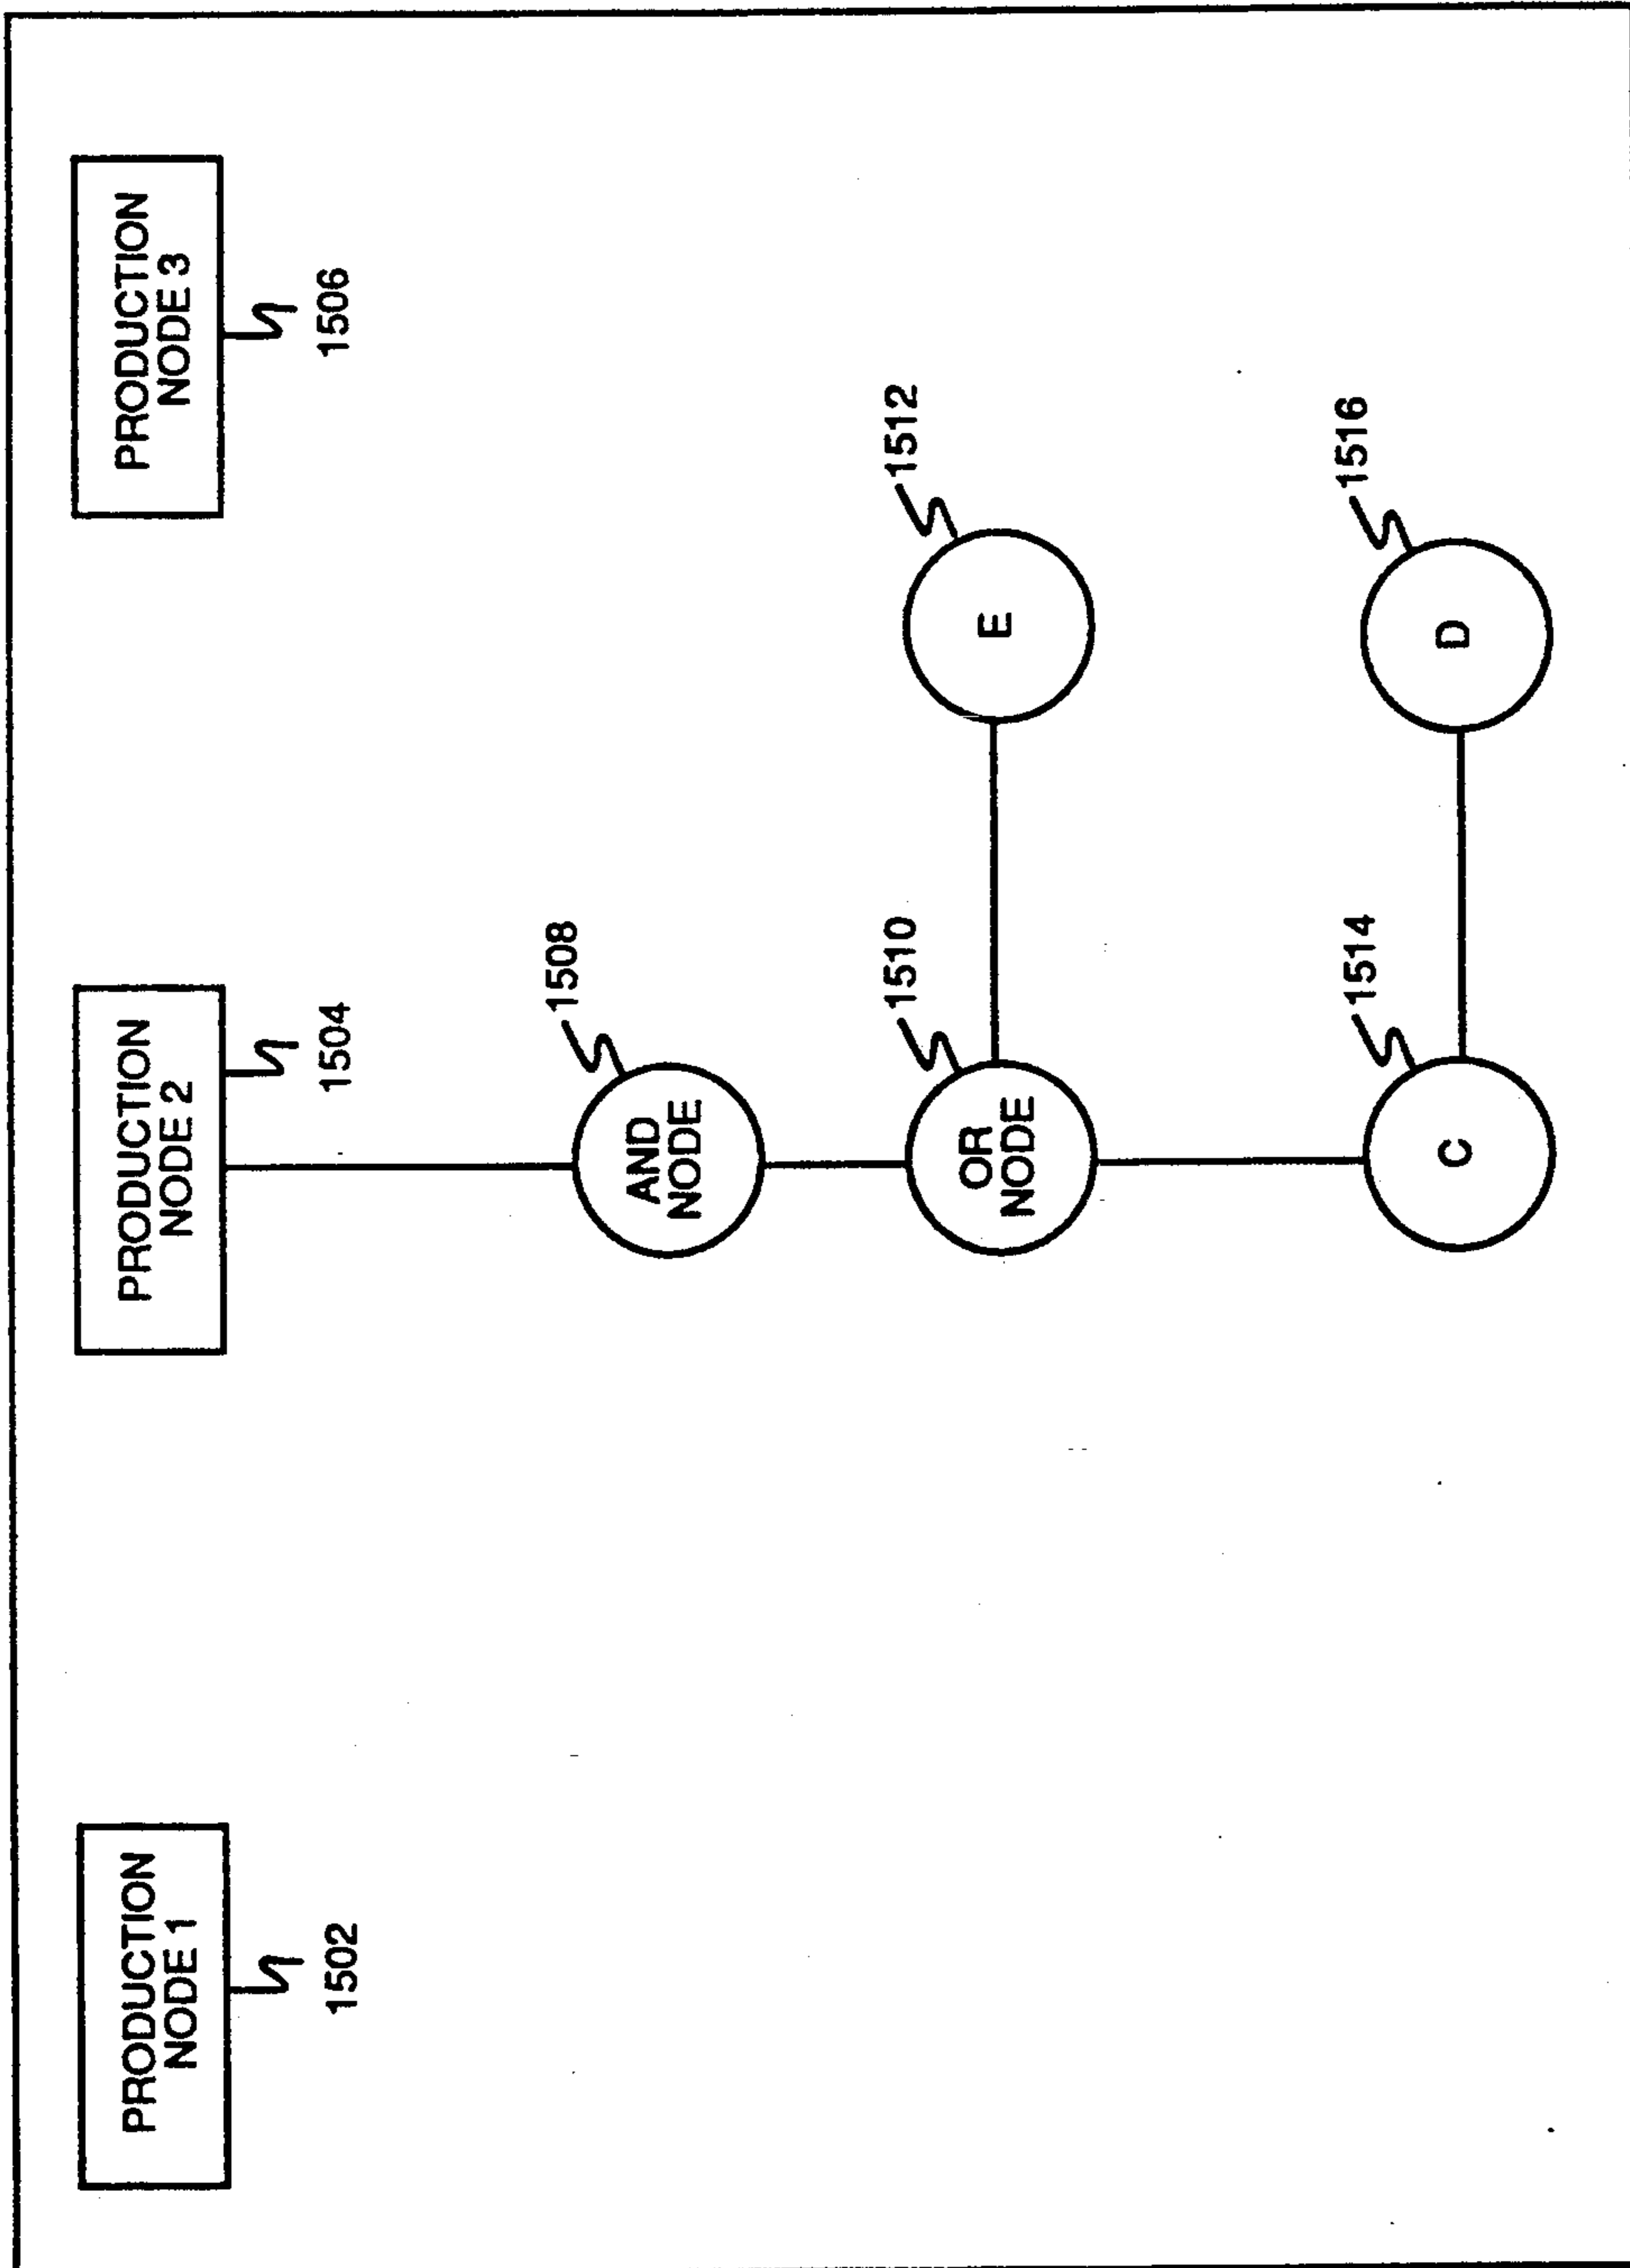 PRODUCTION
NODE 1
1502
PRODUCTION
NODE 2
1504
PRODUCTION
NODE 3
1506
AND
NODE
1508
OR
NODE
1510
E
1512
C
1514
D
1516